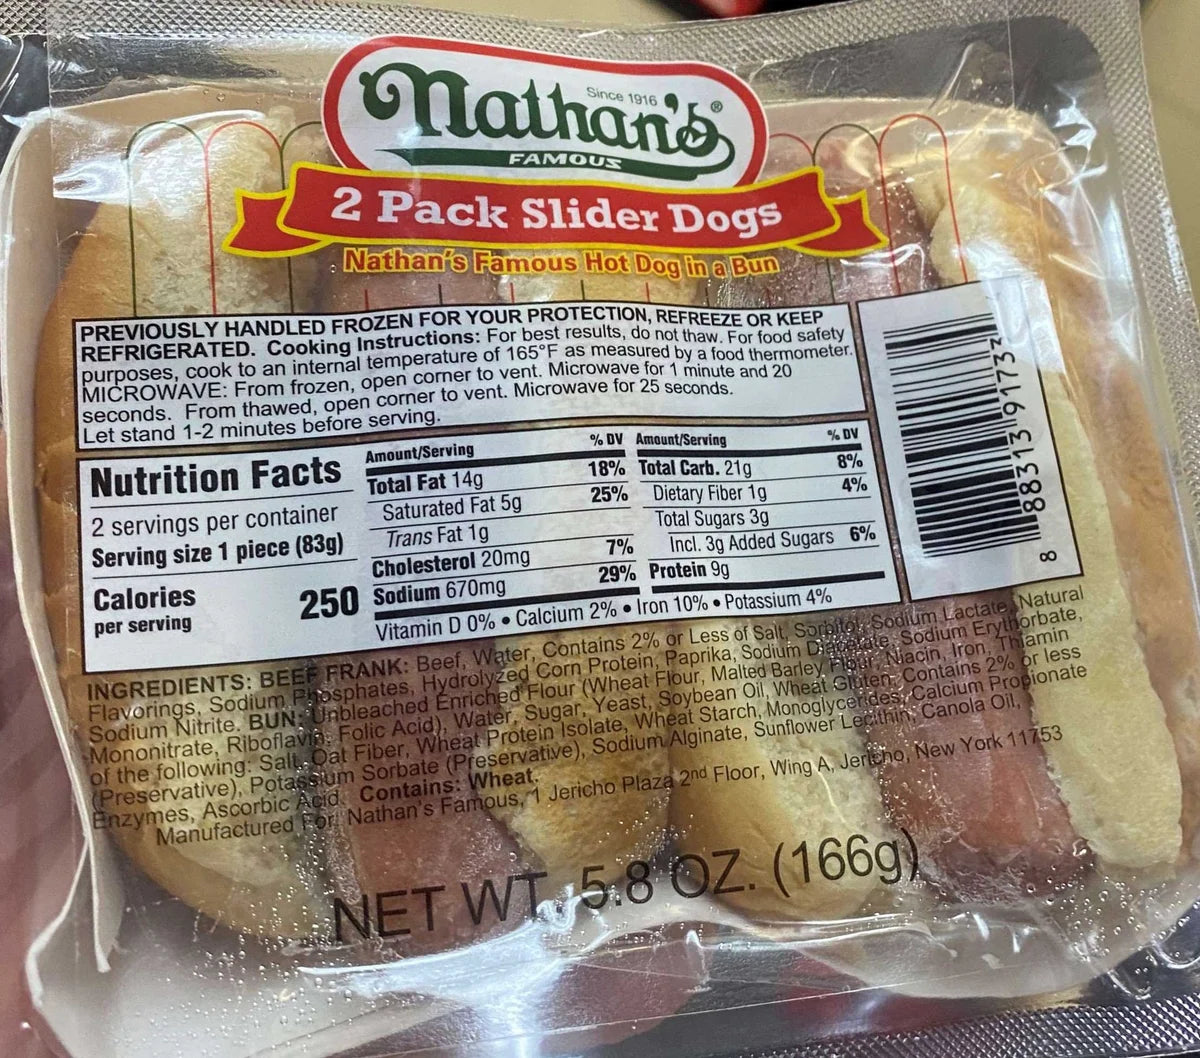 Since 1916
Nathan's®
FAMOUS
2 Pack Slider Dogs
Nathan's Famous Hot Dog in a Bun
PREVIOUSLY HANDLED FROZEN FOR YOUR PROTECTION, REFREEZE OR KEEP
REFRIGERATED. Cooking Instructions: For best results, do not thaw. For food safety
purposes, cook to an internal temperature of 165°F as measured by a food thermometer.
MICROWAVE: From frozen, open corner to vent. Microwave for 1 minute and 20
seconds. From thawed, open corner to vent. Microwave for 25 seconds.
Let stand 1-2 minutes before serving.
Nutrition Facts
2 servings per container
Serving size 1 piece (83g)
Calories
per serving
250
Amount/Serving % DV
Total Fat 14g 18%
Saturated Fat 5g 25%
Trans Fat 1g
Cholesterol 20mg 7%
Sodium 670mg 29%
Amount/Serving % DV
Total Carb. 21g 8%
Dietary Fiber 1g 4%
Total Sugars 3g
Incl. 3g Added Sugars 6%
Protein 9g
Vitamin D 0% • Calcium 2% • Iron 10% • Potassium 4%
8 88313 19173 2
INGREDIENTS: BEEF FRANK: Beef, Water, Contains 2% or Less of Salt, Sorbitol, Sodium Lactate, Natural
Flavorings, Sodium Phosphates, Hydrolyzed Corn Protein, Paprika, Sodium Diacetate, Sodium Erythorbate,
Sodium Nitrite. BUN: Unbleached Enriched Flour (Wheat Flour, Malted Barley Flour, Niacin, Iron, Thiamin
Mononitrate, Riboflavin, Folic Acid), Water, Sugar, Yeast, Soybean Oil, Wheat Gluten, Contains 2% or less
of the following: Salt, Oat Fiber, Wheat Protein Isolate, Wheat Starch, Monoglycerides, Calcium Propionate
(Preservative), Potassium Sorbate (Preservative), Sodium Alginate, Sunflower Lecithin, Canola Oil,
Enzymes, Ascorbic Acid. Contains: Wheat.
Manufactured For: Nathan's Famous, 1 Jericho Plaza 2nd Floor, Wing A, Jericho, New York 11753
NET WT. 5.8 OZ. (166g)